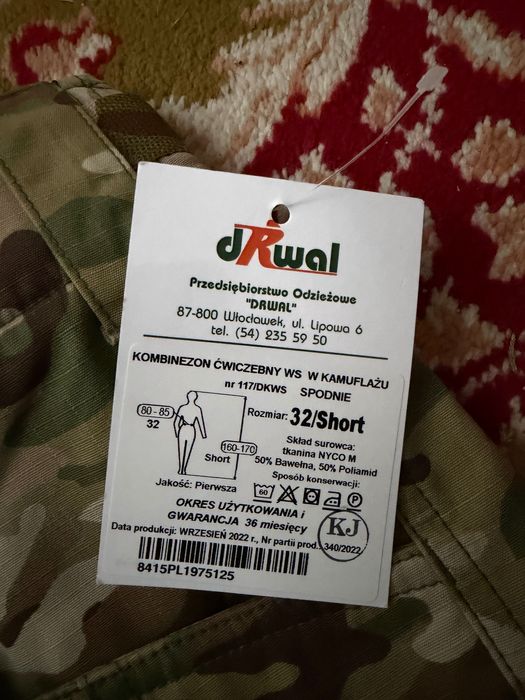 dRwal
Przedsiębiorstwo Odzieżowe
"DRWAL"
87-800 Włocławek, ul. Lipowa 6
tel. (54) 235 59 50
KOMBINEZON ĆWICZEBNY WS W KAMUFLAŻU
nr 117/DKWS SPODNIE
80 - 85
32
160-170
Short
Rozmiar: 32/Short
Skład surowca:
tkanina NYCO M
50% Bawełna, 50% Poliamid
Sposób konserwacji:
60
P
Jakość: Pierwsza
OKRES UŻYTKOWANIA i
GWARANCJA 36 miesięcy
KJ
Data produkcji: WRZESIEŃ 2022 r., Nr partii prod.: 340/2022
8415PL1975125